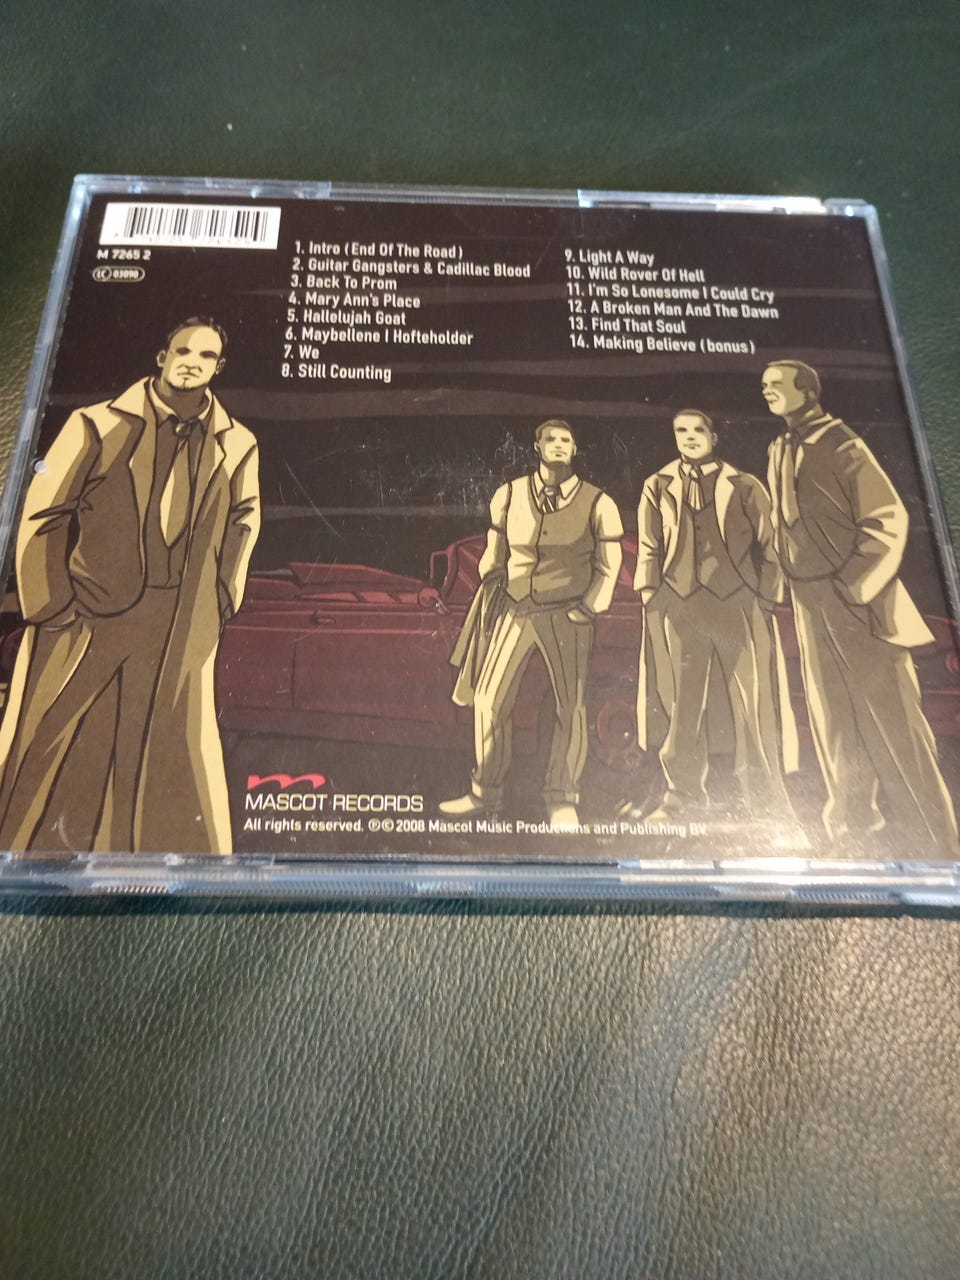 M 7265 2
LC 03090
1. Intro (End Of The Road)
2. Guitar Gangsters & Cadillac Blood
3. Back To Prom
4. Mary Ann's Place
5. Hallelujah Goat
6. Maybellene I Hofteholder
7. We
8. Still Counting
9. Light A Way
10. Wild Rover Of Hell
11. I'm So Lonesome I Could Cry
12. A Broken Man And The Dawn
13. Find That Soul
14. Making Believe (bonus)
MASCOT RECORDS
All rights reserved. ℗© 2008 Mascot Music Productions and Publishing BV